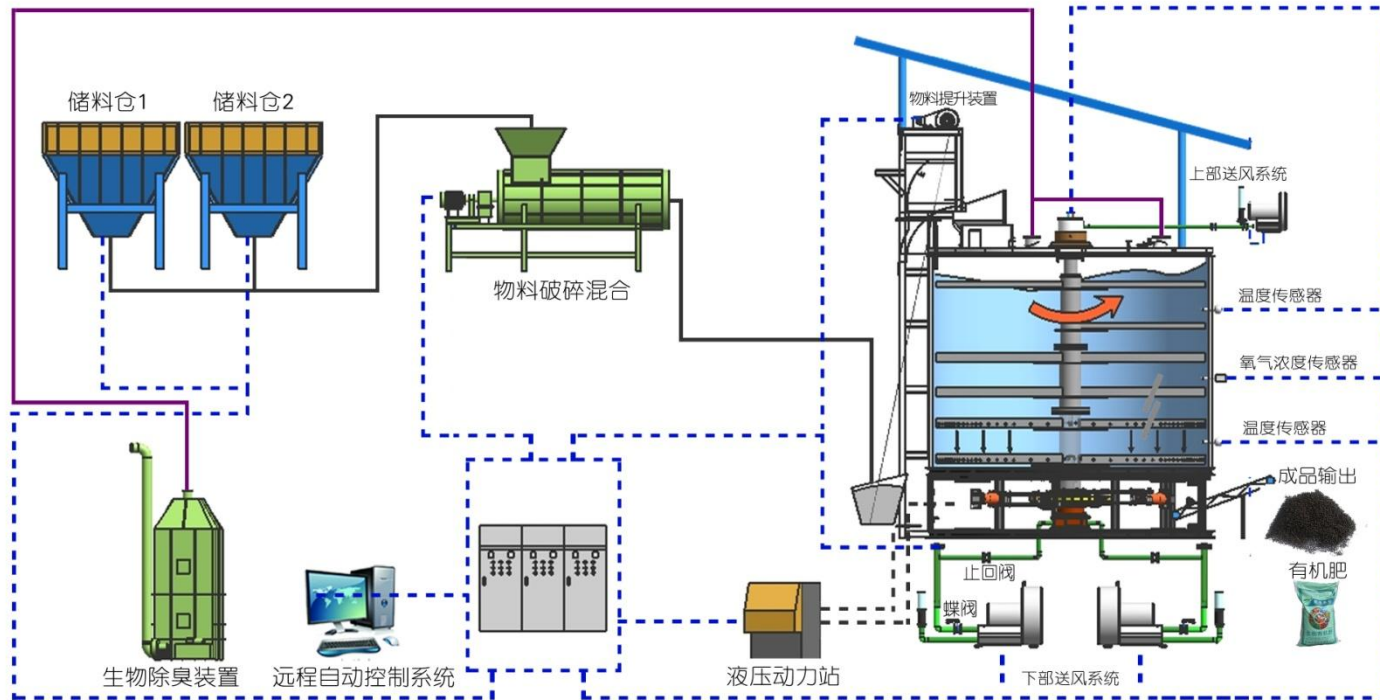 储料仓1
储料仓2
物料提升装置
上部送风系统
物料破碎混合
温度传感器
氧气浓度传感器
温度传感器
成品输出
止回阀
有机肥
蝶阀
生物除臭装置
远程自动控制系统
液压动力站
下部送风系统